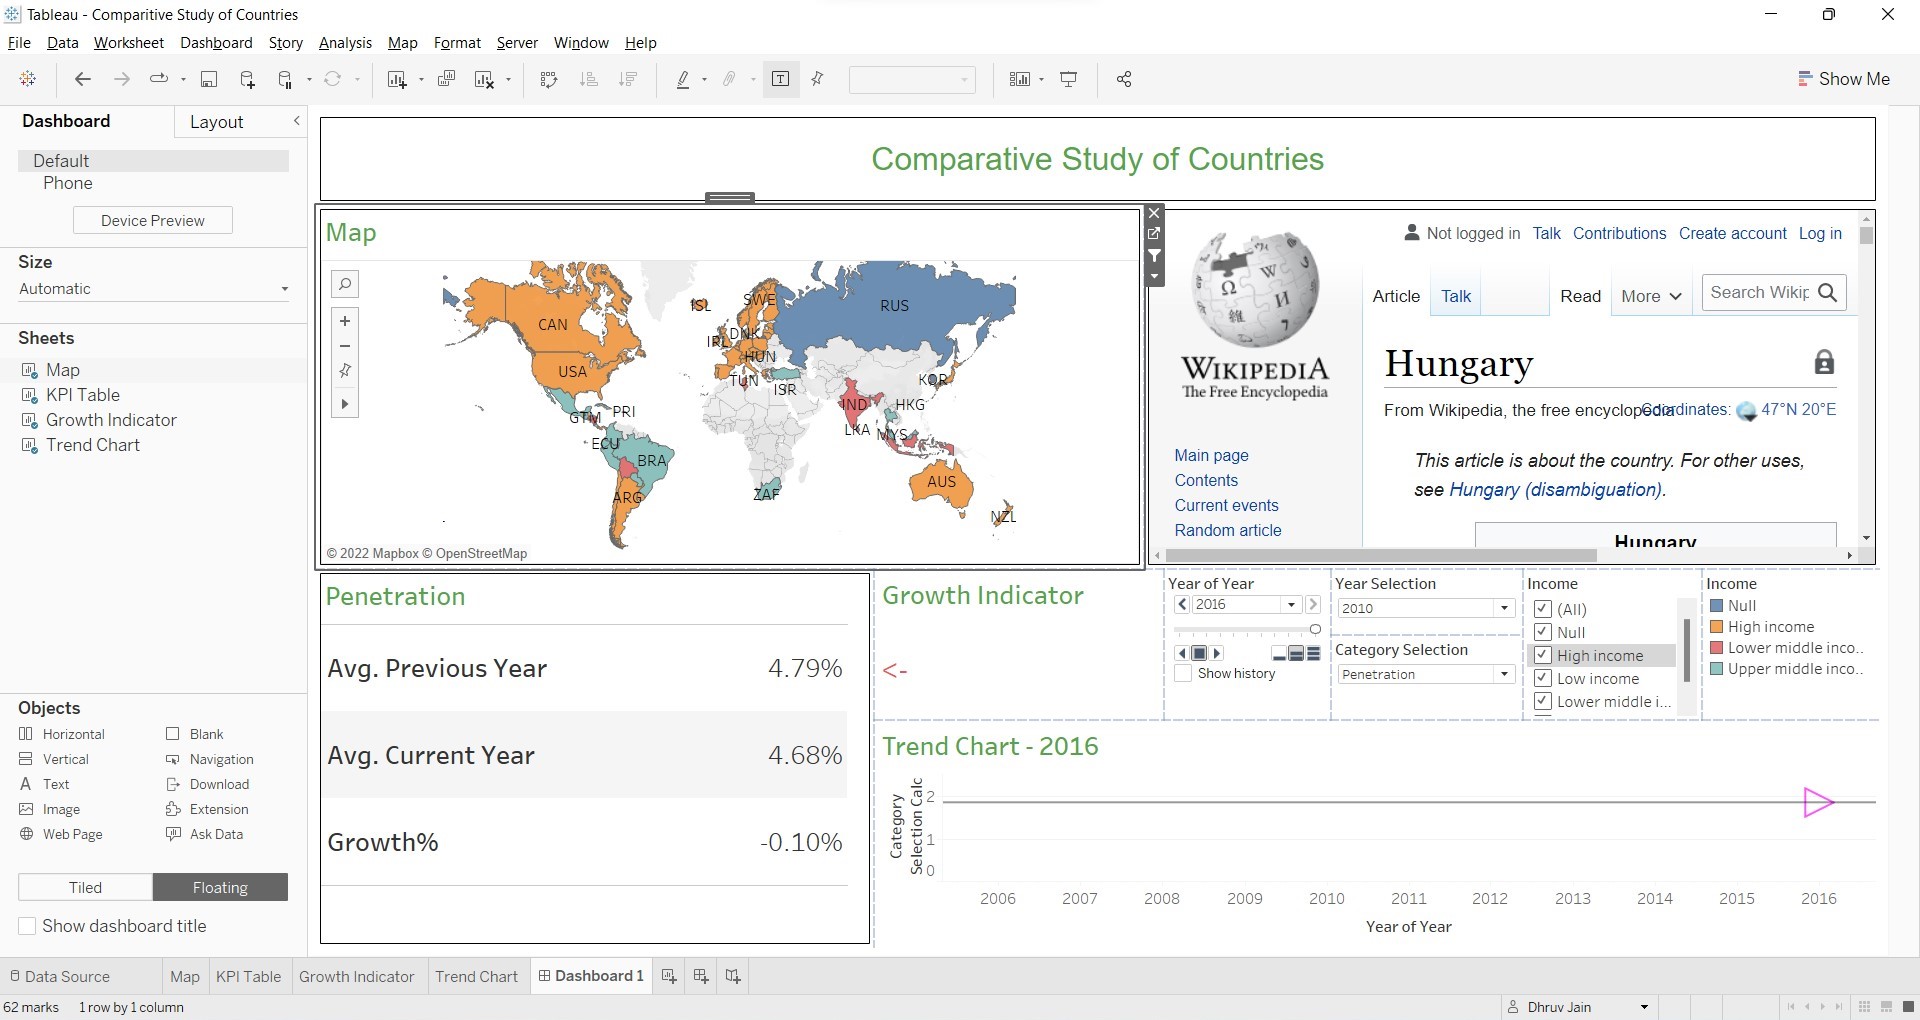 Tableau - Comparitive Study of Countries
File Data Worksheet Dashboard Story Analysis Map Format Server Window Help
Show Me
Dashboard Layout
Default
Phone
Device Preview
Size
Automatic
Sheets
Map
KPI Table
Growth Indicator
Trend Chart
Objects
Horizontal Blank
Vertical Navigation
Text Download
Image Extension
Web Page Ask Data
Tiled Floating
Show dashboard title
Comparative Study of Countries
Map
CAN
USA
GTM PRI
ECU
BRA
ARG
ISL
SWE
IRL DNK
HUN
TUN
ISR
ZAF
RUS
KOR
IND HKG
LKA MYS
AUS
NZL
© 2022 Mapbox © OpenStreetMap
Not logged in Talk Contributions Create account Log in
Article Talk Read More Search Wikip
WIKIPEDIA
The Free Encyclopedia
Hungary
From Wikipedia, the free encyclopedia
Coordinates: 47°N 20°E
This article is about the country. For other uses,
see Hungary (disambiguation).
Main page
Contents
Current events
Random article
Hungary
Penetration
Avg. Previous Year 4.79%
Avg. Current Year 4.68%
Growth% -0.10%
Growth Indicator
<-
Year of Year
2016
Show history
Year Selection
2010
Category Selection
Penetration
Income
(All)
Null
High income
Low income
Lower middle i...
Income
Null
High income
Lower middle inco..
Upper middle inco..
Trend Chart - 2016
Category
Selection Calc
2
1
0
2006 2007 2008 2009 2010 2011 2012 2013 2014 2015 2016
Year of Year
Data Source Map KPI Table Growth Indicator Trend Chart Dashboard 1
62 marks 1 row by 1 column
Dhruv Jain